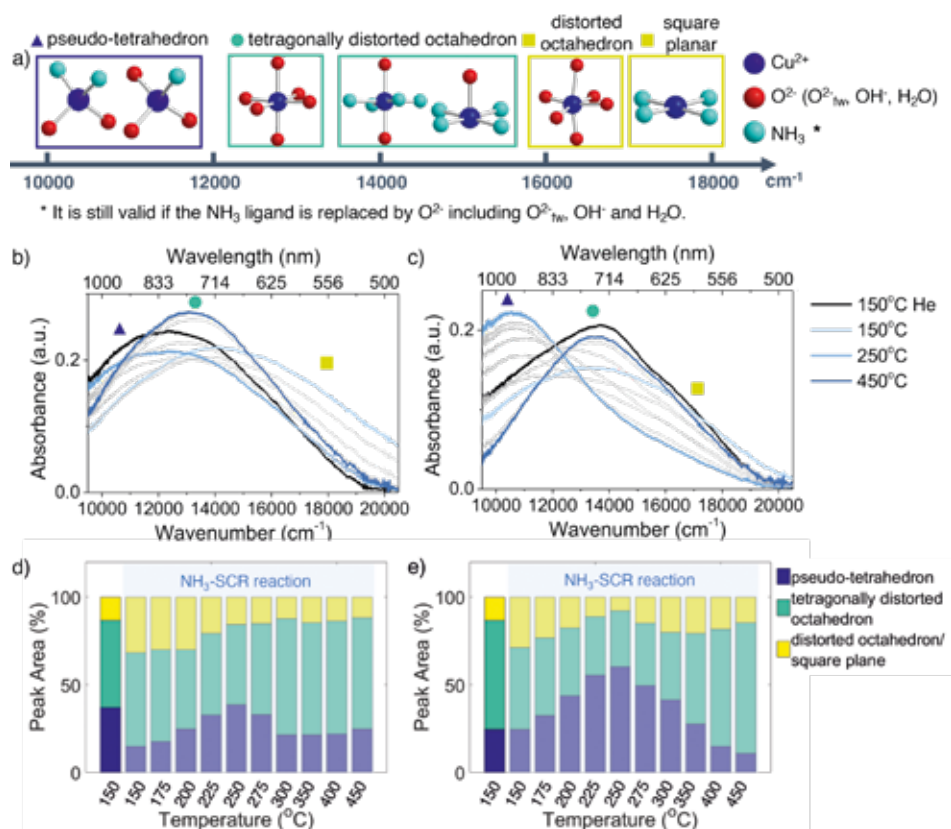 pseudo-tetrahedron
tetragonally distorted octahedron
distorted octahedron
square planar
a)
Cu2+
O2- (O2-fw, OH-, H2O)
NH3 *
10000 12000 14000 16000 18000 cm-1
* It is still valid if the NH3 ligand is replaced by O2- including O2-fw, OH- and H2O.
b)
Wavelength (nm)
1000 833 714 625 556 500
Absorbance (a.u.)
0.2
0.0
10000 12000 14000 16000 18000 20000
Wavenumber (cm-1)
c)
Wavelength (nm)
1000 833 714 625 556 500
Absorbance (a.u.)
0.2
0.0
10000 12000 14000 16000 18000 20000
Wavenumber (cm-1)
150°C He
150°C
250°C
450°C
d)
NH3-SCR reaction
Peak Area (%)
100
50
0
150 150 175 200 225 250 275 300 350 400 450
Temperature (°C)
e)
NH3-SCR reaction
Peak Area (%)
100
50
0
150 150 175 200 225 250 275 300 350 400 450
Temperature (°C)
pseudo-tetrahedron
tetragonally distorted
octahedron
distorted octahedron/
square plane